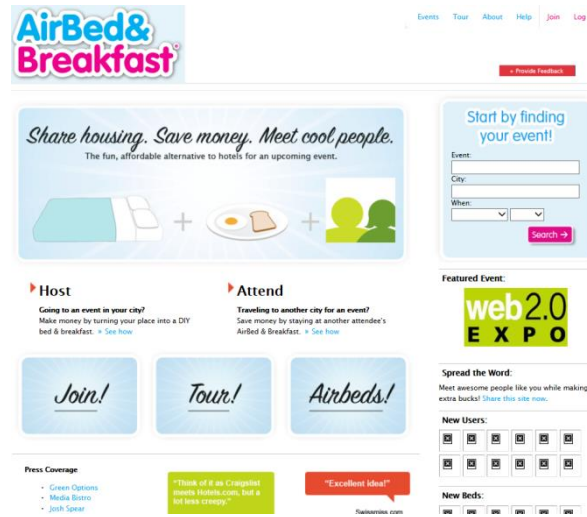 AirBed&
Breakfast
Events Tour About Help Join Log
+ Provide Feedback
Share housing. Save money. Meet cool people.
The fun, affordable alternative to hotels for an upcoming event.
+ +
Start by finding
your event!
Event:
City:
When:
Search →
Host
Going to an event in your city?
Make money by turning your place into a DIY
bed & breakfast. » See how
Attend
Traveling to another city for an event?
Save money by staying at another attendee's
AirBed & Breakfast. » See how
Featured Event:
web2.0
EXPO
Join!
Tour!
Airbeds!
Spread the Word:
Meet awesome people like you while making
extra bucks! Share this site now.
New Users:
New Beds:
Press Coverage
• Green Options
• Media Bistro
• Josh Spear
"Think of it as Craigslist
meets Hotels.com, but a
lot less creepy."
"Excellent Idea!"
Swissmiss.com